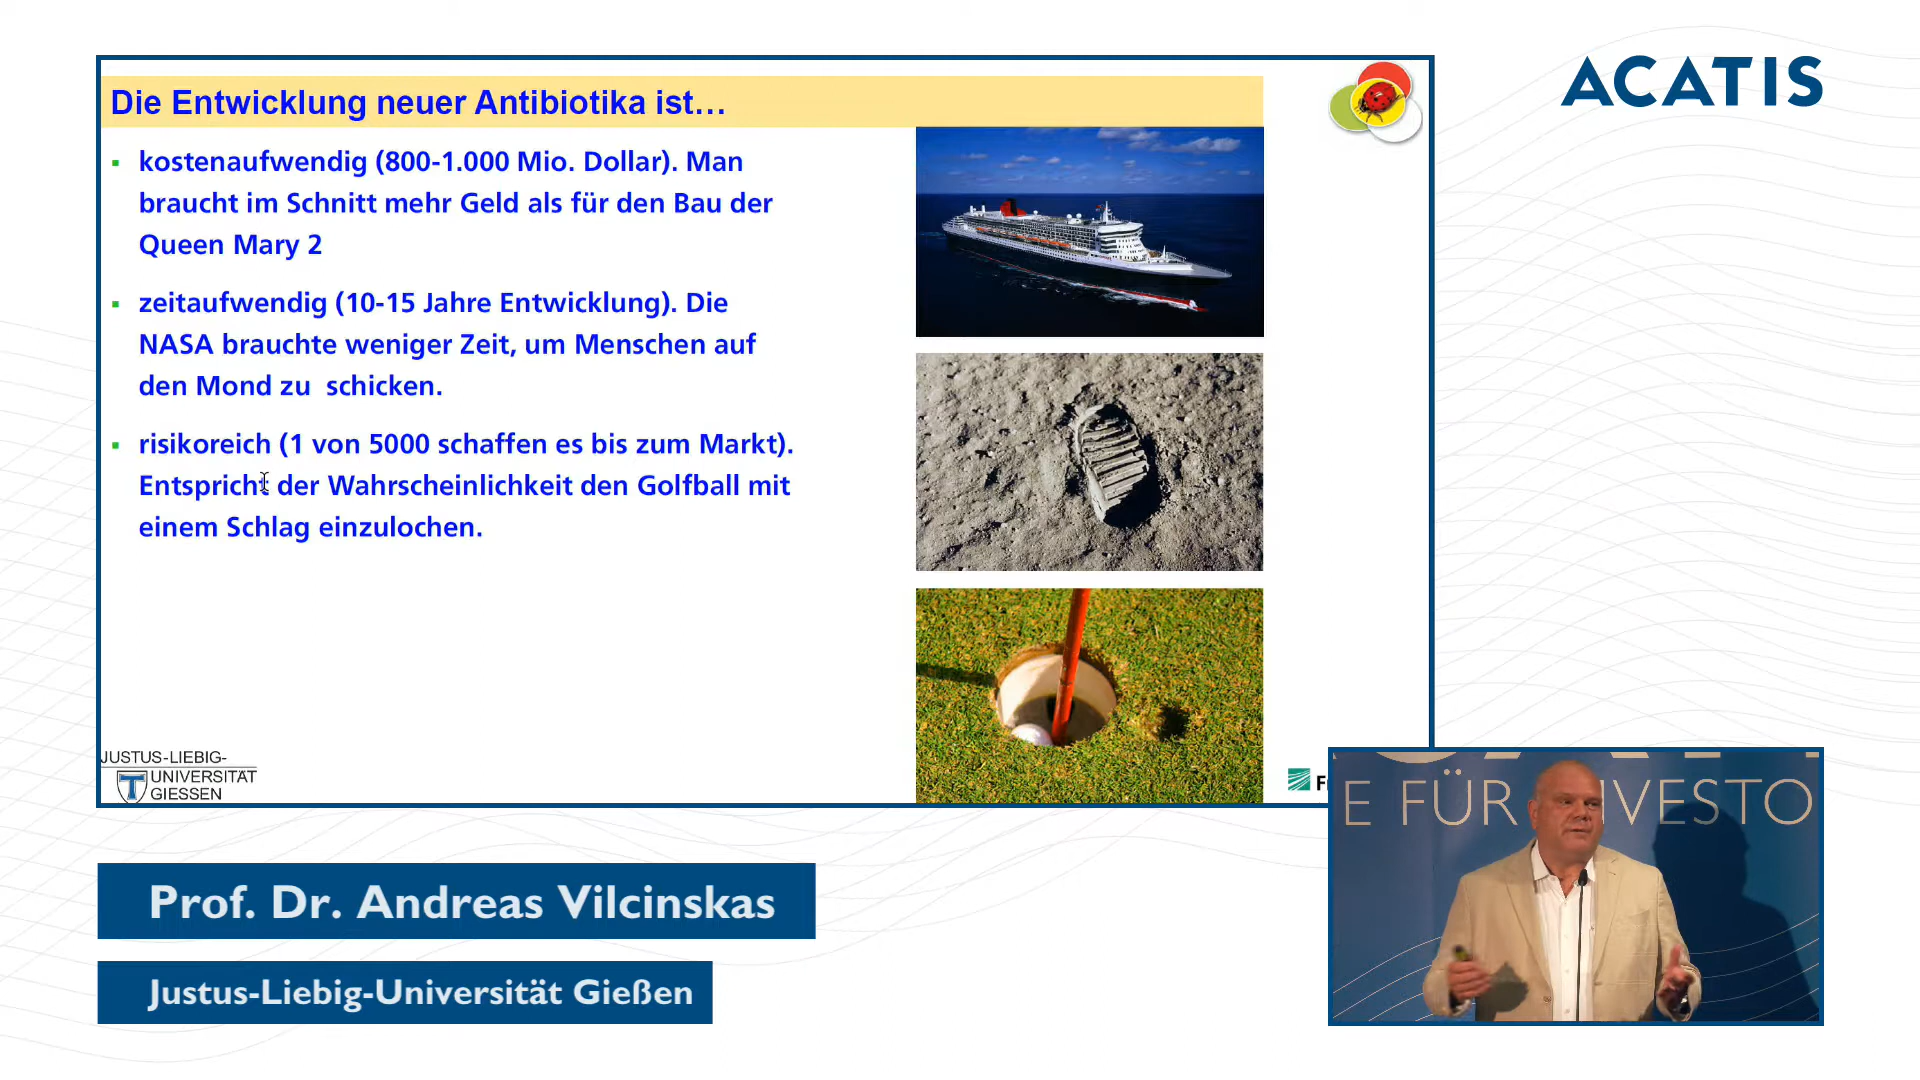 ACATIS
Die Entwicklung neuer Antibiotika ist…
▪ kostenaufwendig (800-1.000 Mio. Dollar). Man
braucht im Schnitt mehr Geld als für den Bau der
Queen Mary 2
▪ zeitaufwendig (10-15 Jahre Entwicklung). Die
NASA brauchte weniger Zeit, um Menschen auf
den Mond zu schicken.
▪ risikoreich (1 von 5000 schaffen es bis zum Markt).
Entspricht der Wahrscheinlichkeit den Golfball mit
einem Schlag einzulochen.
JUSTUS-LIEBIG-
UNIVERSITÄT
GIESSEN
E FÜR
Prof. Dr. Andreas Vilcinskas
Justus-Liebig-Universität Gießen